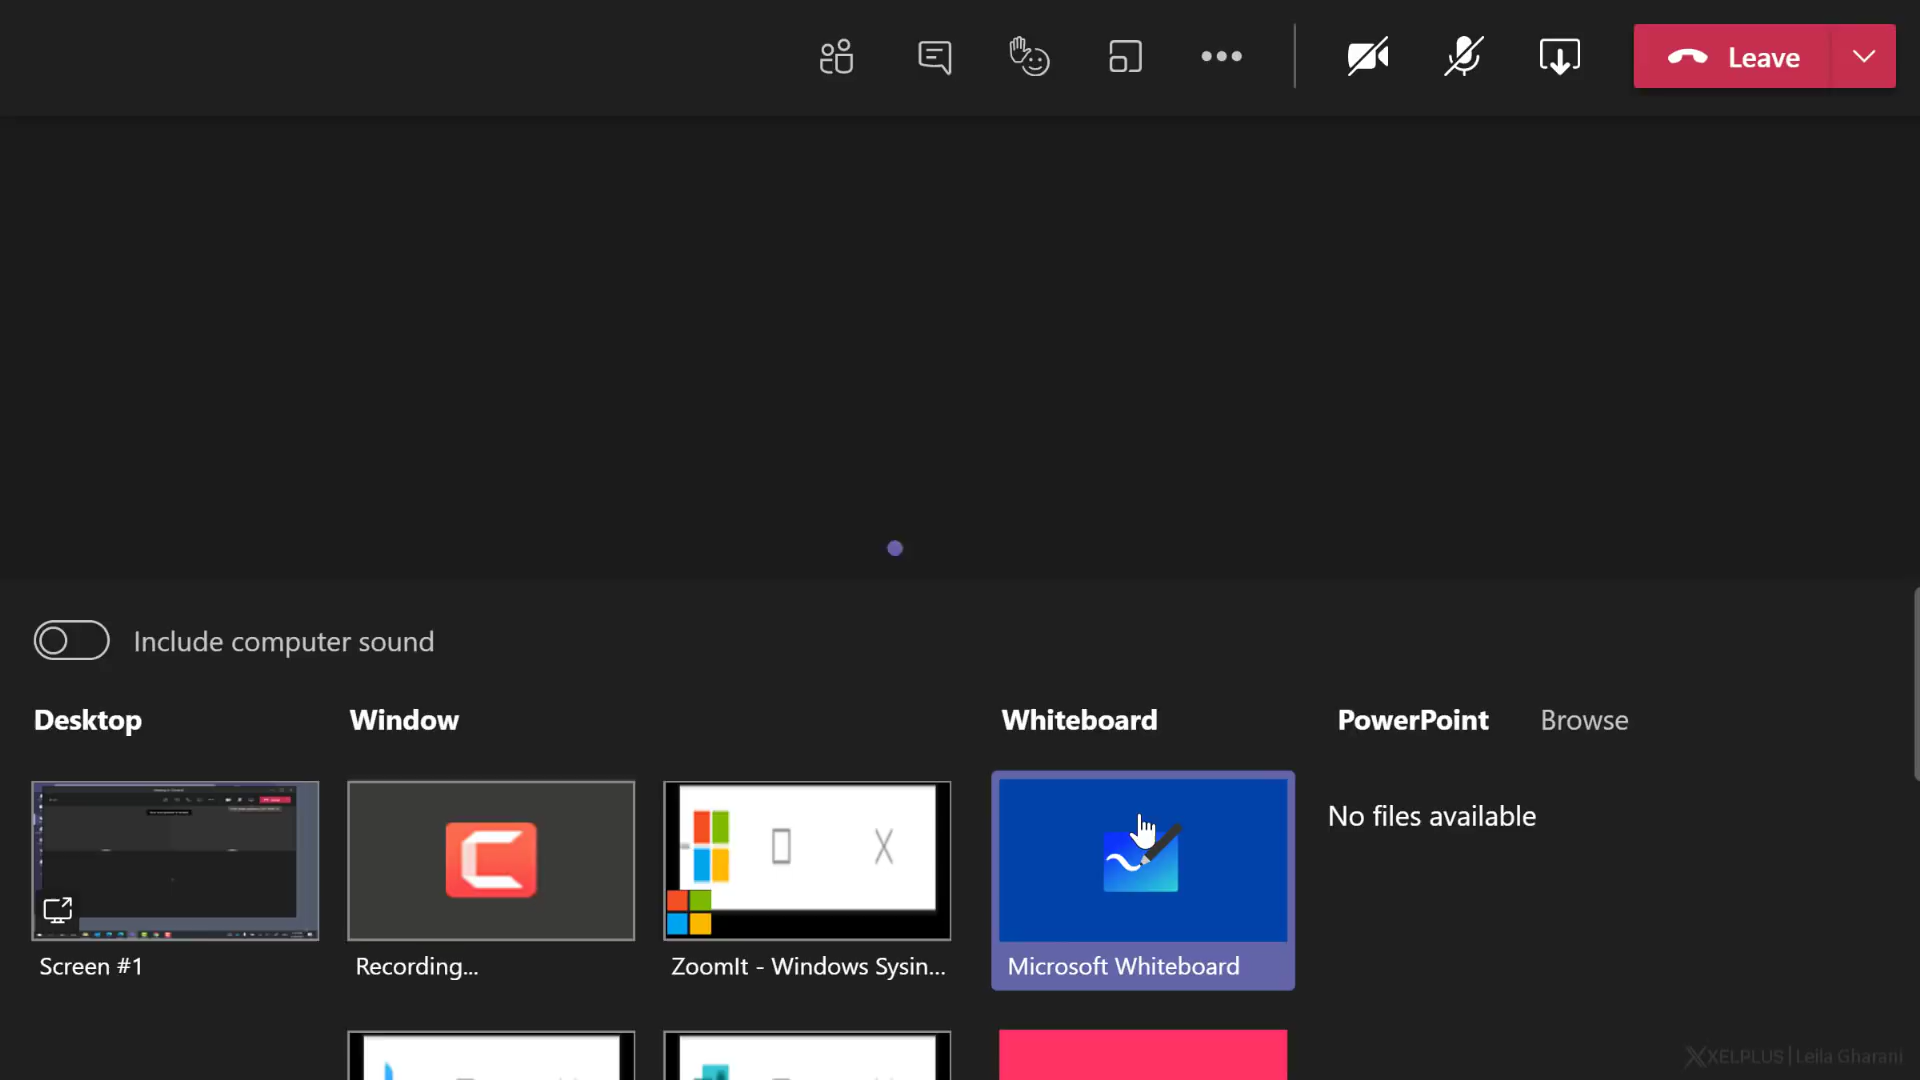 Leave
Include computer sound
Desktop
Window
Whiteboard
PowerPoint
Browse
No files available
Screen #1
Recording...
ZoomIt - Windows Sysin...
Microsoft Whiteboard
XELPLUS | Leila Gharani